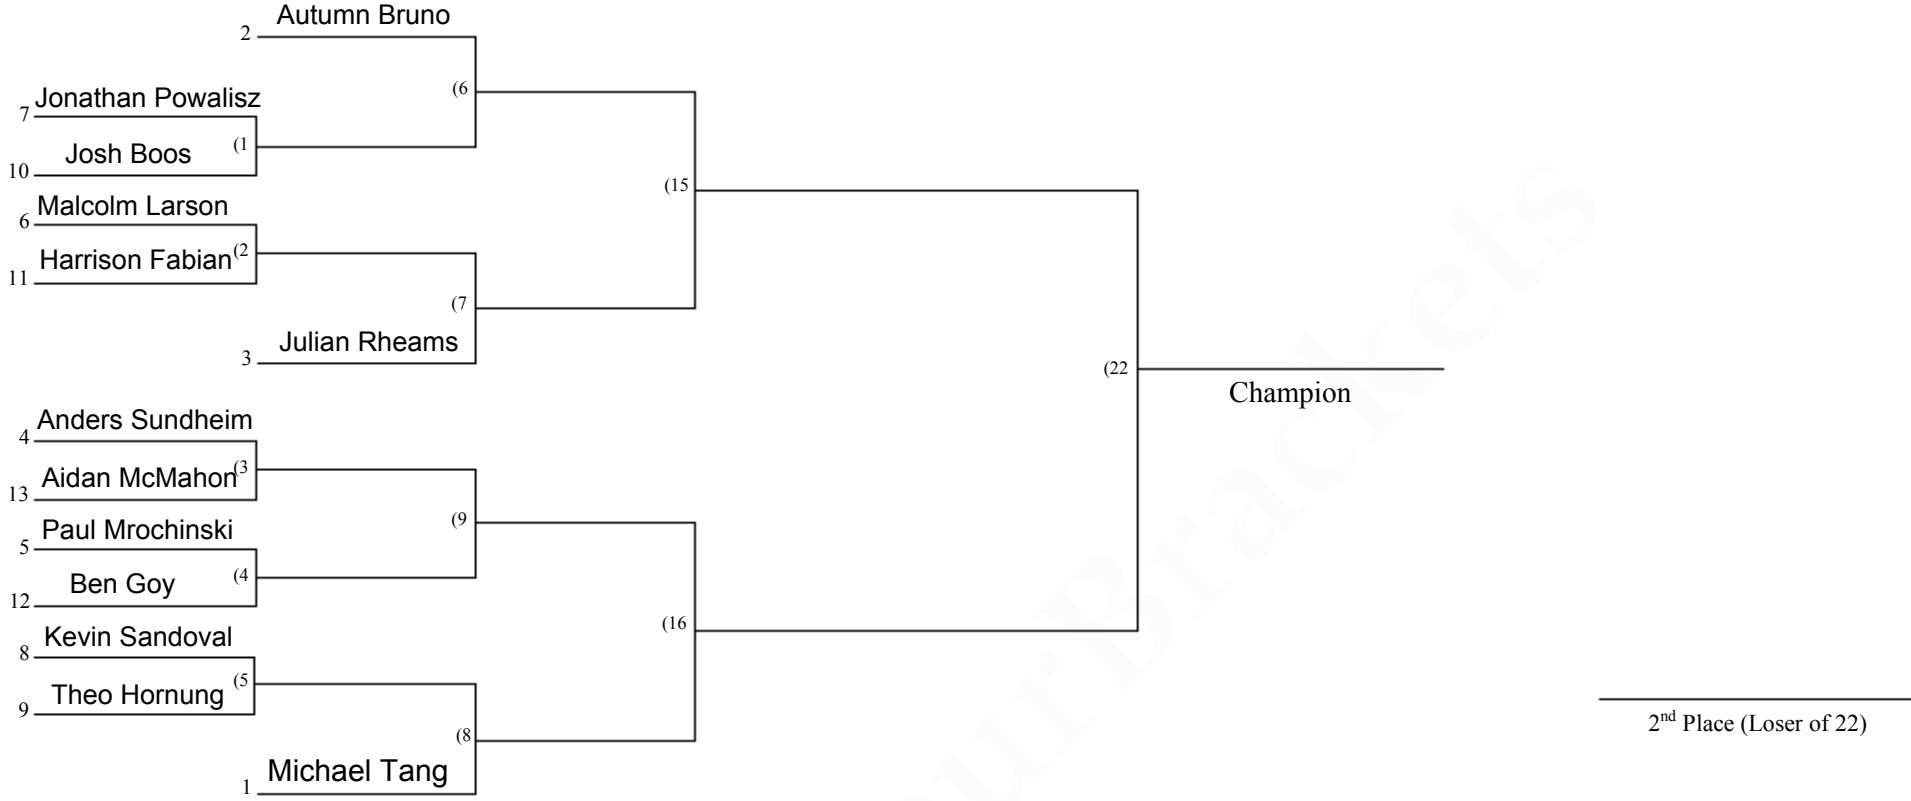 Autumn Bruno
2
(6
Jonathan Powalisz
7
Josh Boos
(1
10
(15
Malcolm Larson
6
Harrison Fabian
(2
11
(7
Julian Rheams
3
(22
Champion
Anders Sundheim
4
Aidan McMahon
(3
13
(9
Paul Mrochinski
5
Ben Goy
(4
12
(16
Kevin Sandoval
8
Theo Hornung
(5
9
2nd Place (Loser of 22)
(8
Michael Tang
1
urBrackets